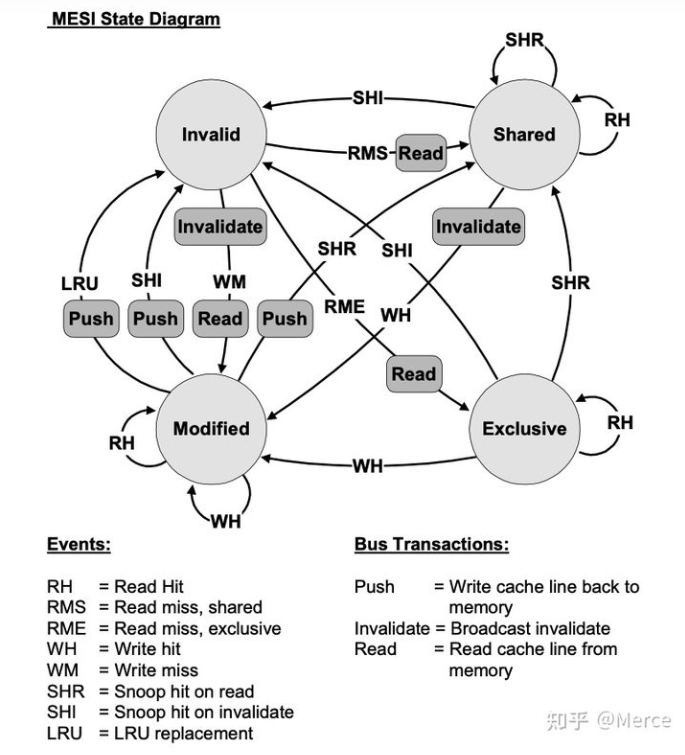 MESI State Diagram
SHR
SHI
Invalid
Shared
RH
RMS Read
Invalidate
Invalidate
SHR
SHI
LRU
SHI
WM
SHR
RME
WH
Push
Push
Read
Push
Read
Modified
Exclusive
RH
RH
WH
WH
Events:
RH = Read Hit
RMS = Read miss, shared
RME = Read miss, exclusive
WH = Write hit
WM = Write miss
SHR = Snoop hit on read
SHI = Snoop hit on invalidate
LRU = LRU replacement
Bus Transactions:
Push = Write cache line back to
memory
Invalidate = Broadcast invalidate
Read = Read cache line from
memory
知乎 @Merce